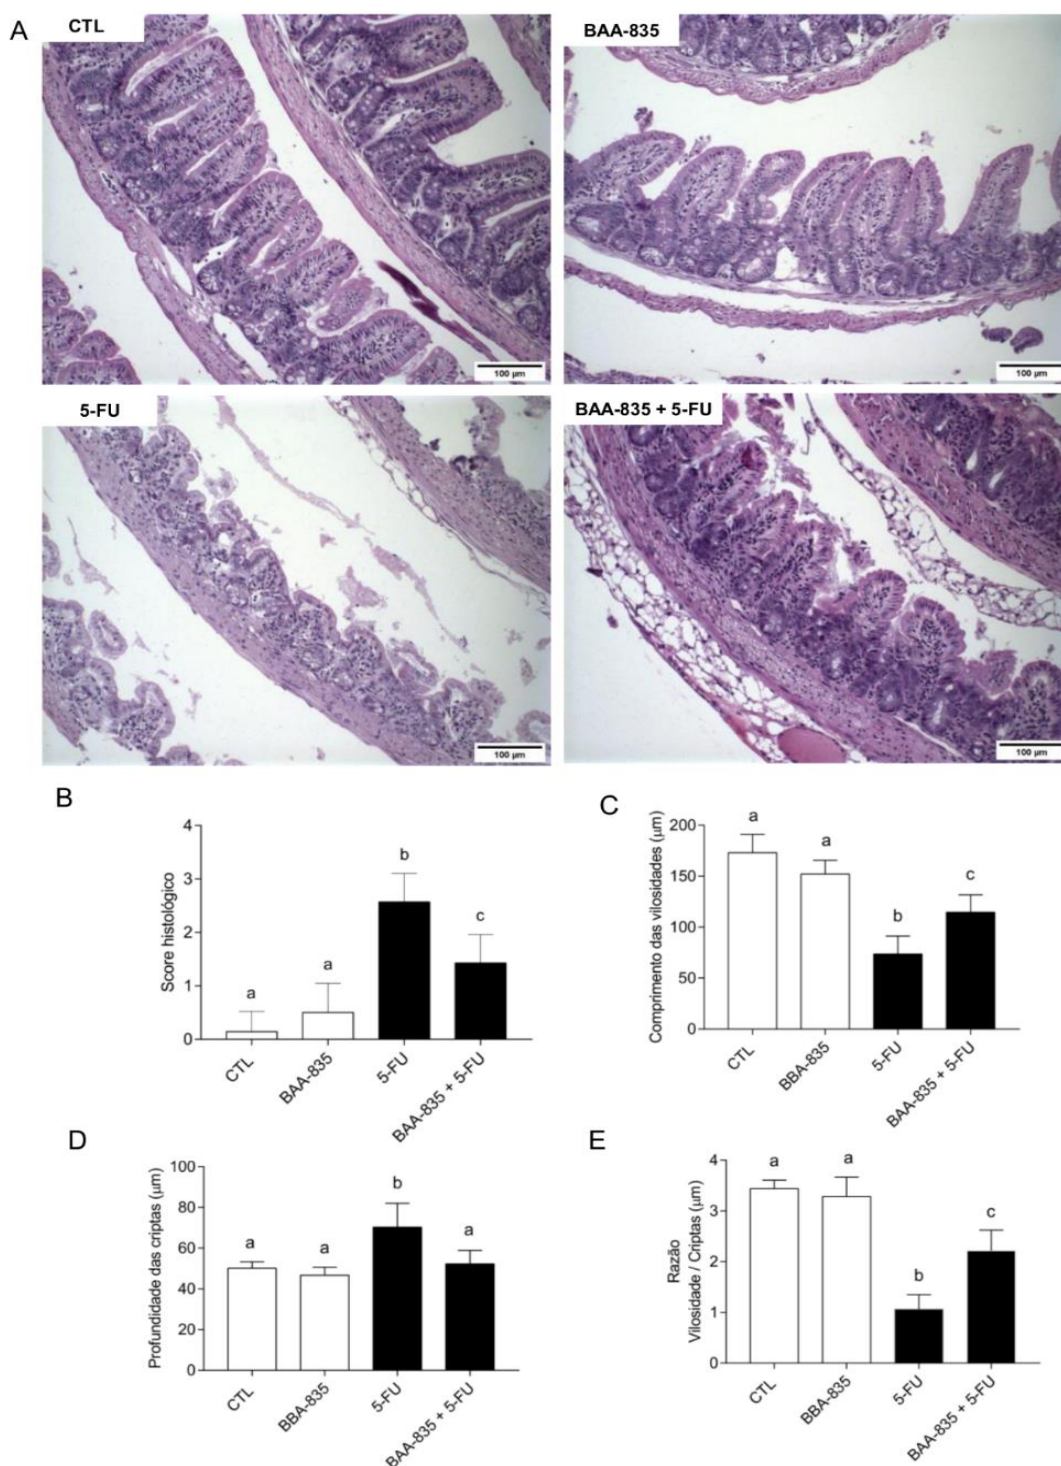 A
CTL
BAA-835
100 µm
100 µm
5-FU
BAA-835 + 5-FU
100 µm
100 µm
B
Score histológico
4
3
2
1
0
a
a
b
c
CTL
BAA-835
5-FU
BAA-835 + 5-FU
C
Comprimento das vilosidades (µm)
200
150
100
50
0
a
a
b
c
CTL
BBA-835
5-FU
BAA-835 + 5-FU
D
Profundidade das criptas (µm)
100
80
60
40
20
0
a
a
b
a
CTL
BBA-835
5-FU
BAA-835 + 5-FU
E
Razão
Vilosidade / Criptas (µm)
4
3
2
1
0
a
a
b
c
CTL
BBA-835
5-FU
BAA-835 + 5-FU